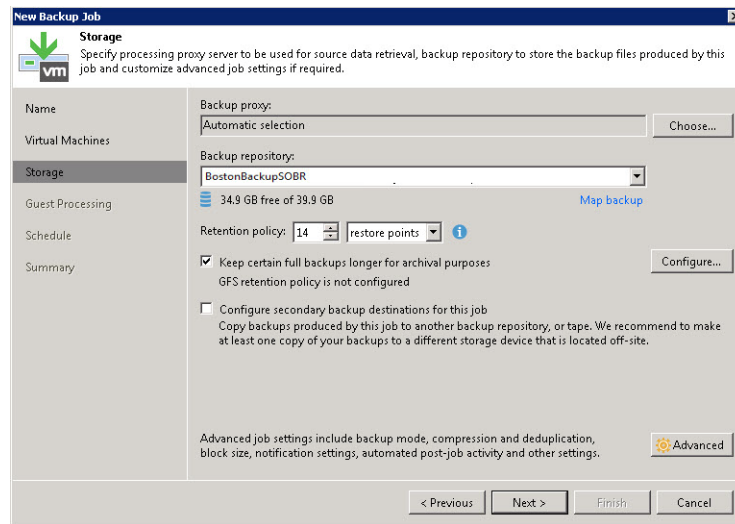 New Backup Job
Storage
Specify processing proxy server to be used for source data retrieval, backup repository to store the backup files produced by this
job and customize advanced job settings if required.
vm
Name
Virtual Machines
Storage
Guest Processing
Schedule
Summary
Backup proxy:
Automatic selection
Choose...
Backup repository:
BostonBackupSOBR
34.9 GB free of 39.9 GB
Map backup
Retention policy: 14 restore points
Keep certain full backups longer for archival purposes
Configure...
GFS retention policy is not configured
Configure secondary backup destinations for this job
Copy backups produced by this job to another backup repository, or tape. We recommend to make
at least one copy of your backups to a different storage device that is located off-site.
Advanced job settings include backup mode, compression and deduplication,
block size, notification settings, automated post-job activity and other settings.
Advanced
< Previous
Next >
Finish
Cancel